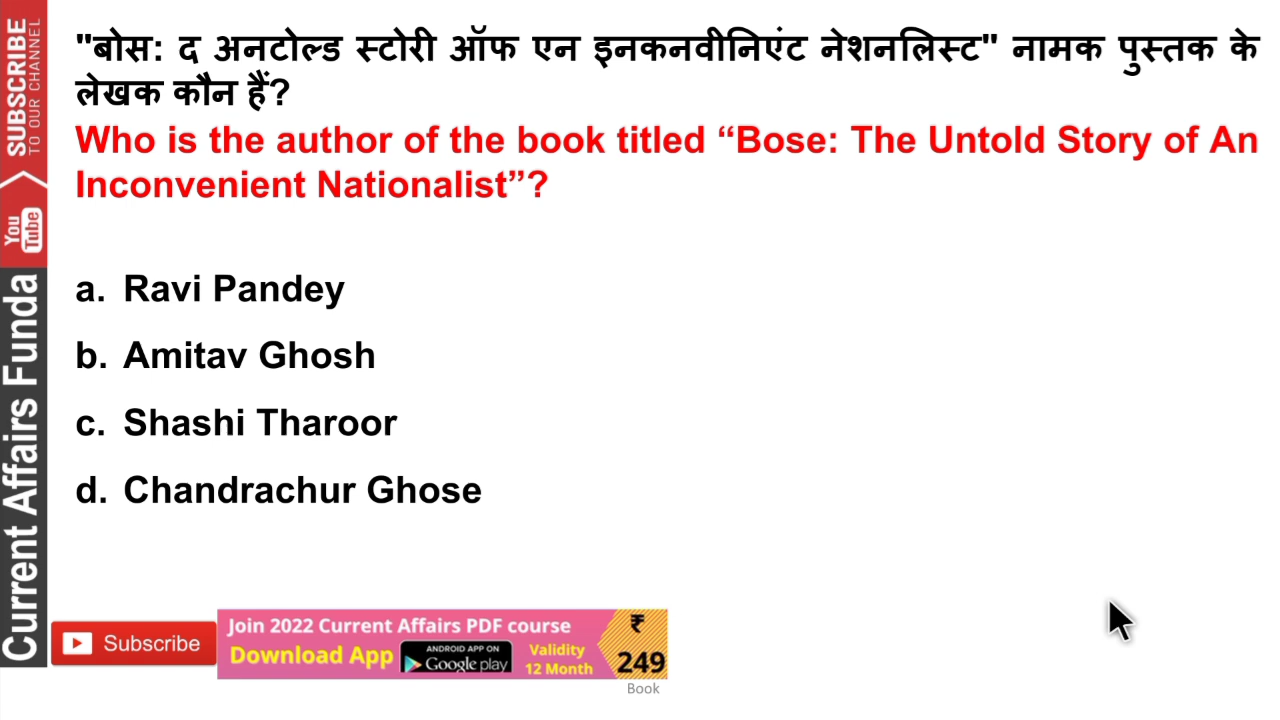 "बोस: द अनटोल्ड स्टोरी ऑफ एन इनकनवीनिएंट नेशनलिस्ट" नामक पुस्तक के
लेखक कौन हैं?
Who is the author of the book titled “Bose: The Untold Story of An
Inconvenient Nationalist”?
a. Ravi Pandey
b. Amitav Ghosh
c. Shashi Tharoor
d. Chandrachur Ghose
SUBSCRIBE
TO OUR CHANNEL
You
Tube
Current Affairs Funda
Subscribe
Join 2022 Current Affairs PDF course
Download App
ANDROID APP ON
Google play
Validity
12 Month
₹
249
Book